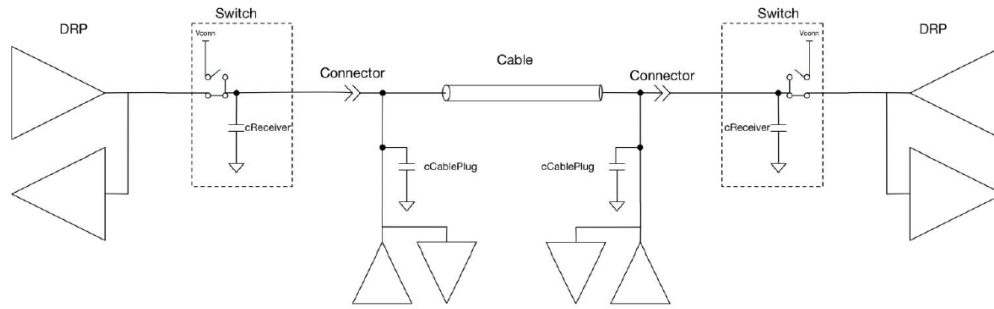 Switch
Switch
DRP
DRP
Vconn
Vconn
Cable
Connector
Connector
cReceiver
cReceiver
cCablePlug
cCablePlug